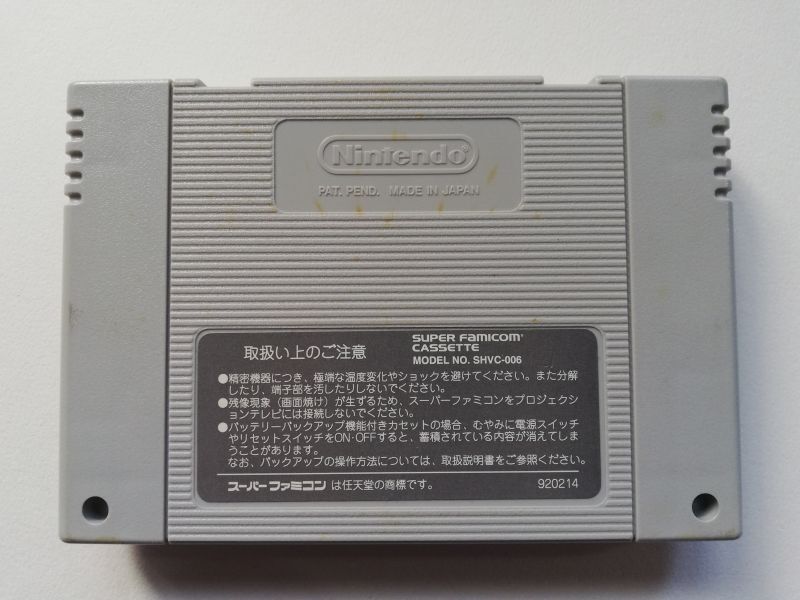 Nintendo®
PAT. PEND. MADE IN JAPAN
取扱い上のご注意
SUPER FAMICOM
CASSETTE
MODEL NO. SHVC-006
●精密機器につき、極端な温度変化やショックを避けてください。また分解
したり、端子部を汚したりしないでください。
●残像現象（画面焼け）が生ずるため、スーパーファミコンをプロジェクシ
ョンテレビには接続しないでください。
●バッテリーバックアップ機能付きカセットの場合、むやみに電源スイッチ
やリセットスイッチをON・OFFすると、蓄積されている内容が消えてしま
うことがあります。
なお、バックアップの操作方法については、取扱説明書をご参照ください。
スーパーファミコンは任天堂の商標です。 920214